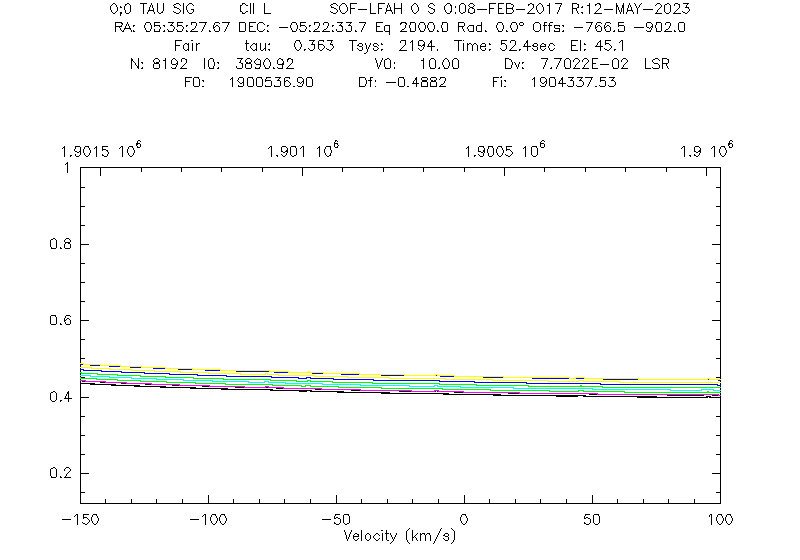 0;0 TAU SIG CII L SOF-LFAH O S O:08-FEB-2017 R:12-MAY-2023
RA: 05:35:27.67 DEC: -05:22:33.7 Eq 2000.0 Rad. 0.0° Offs: -766.5 -902.0
Fair tau: 0.363 Tsys: 2194. Time: 52.4sec El: 45.1
N: 8192 I0: 3890.92 V0: 10.00 Dv: 7.7022E-02 LSR
F0: 1900536.90 Df: -0.4882 Fi: 1904337.53
1.9015 10⁶ 1.901 10⁶ 1.9005 10⁶ 1.9 10⁶
1
0.8
0.6
0.4
0.2
-150 -100 -50 0 50 100
Velocity (km/s)